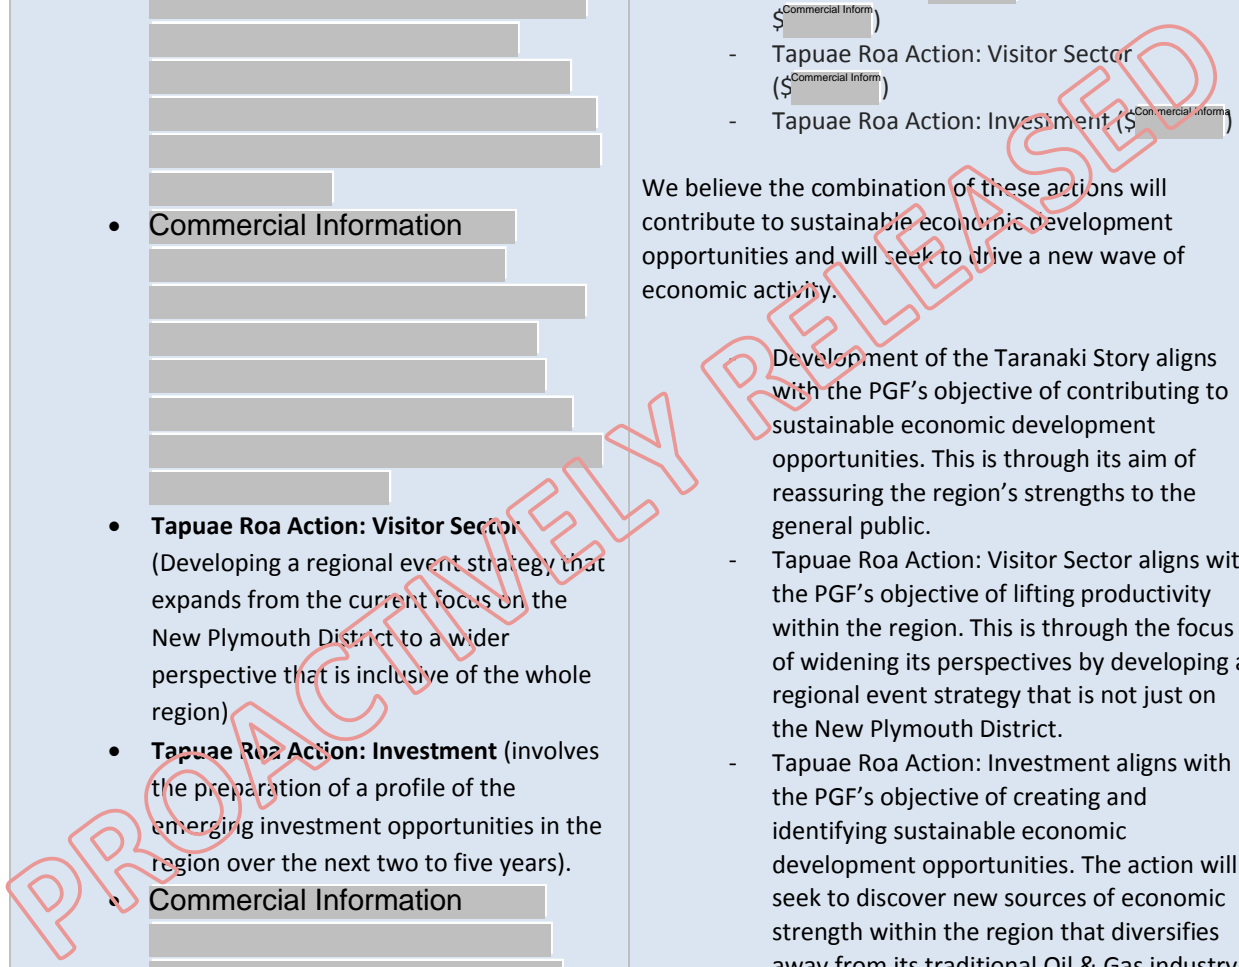 Commercial Information
• Tapuae Roa Action: Visitor Sector
(Developing a regional event strategy that
expands from the current focus on the
New Plymouth District to a wider
perspective that is inclusive of the whole
region)
• Tapuae Roa Action: Investment (involves
the preparation of a profile of the
emerging investment opportunities in the
region over the next two to five years).
• Commercial Information
$Commercial Inform)
- Tapuae Roa Action: Visitor Sector
($Commercial Inform)
- Tapuae Roa Action: Investment ($Commercial Informa)
We believe the combination of these actions will
contribute to sustainable economic development
opportunities and will seek to drive a new wave of
economic activity.
- Development of the Taranaki Story aligns
with the PGF’s objective of contributing to
sustainable economic development
opportunities. This is through its aim of
reassuring the region’s strengths to the
general public.
- Tapuae Roa Action: Visitor Sector aligns wit
the PGF’s objective of lifting productivity
within the region. This is through the focus
of widening its perspectives by developing a
regional event strategy that is not just on
the New Plymouth District.
- Tapuae Roa Action: Investment aligns with
the PGF’s objective of creating and
identifying sustainable economic
development opportunities. The action will
seek to discover new sources of economic
strength within the region that diversifies
away from its traditional Oil & Gas industry
PROACTIVELY RELEASED